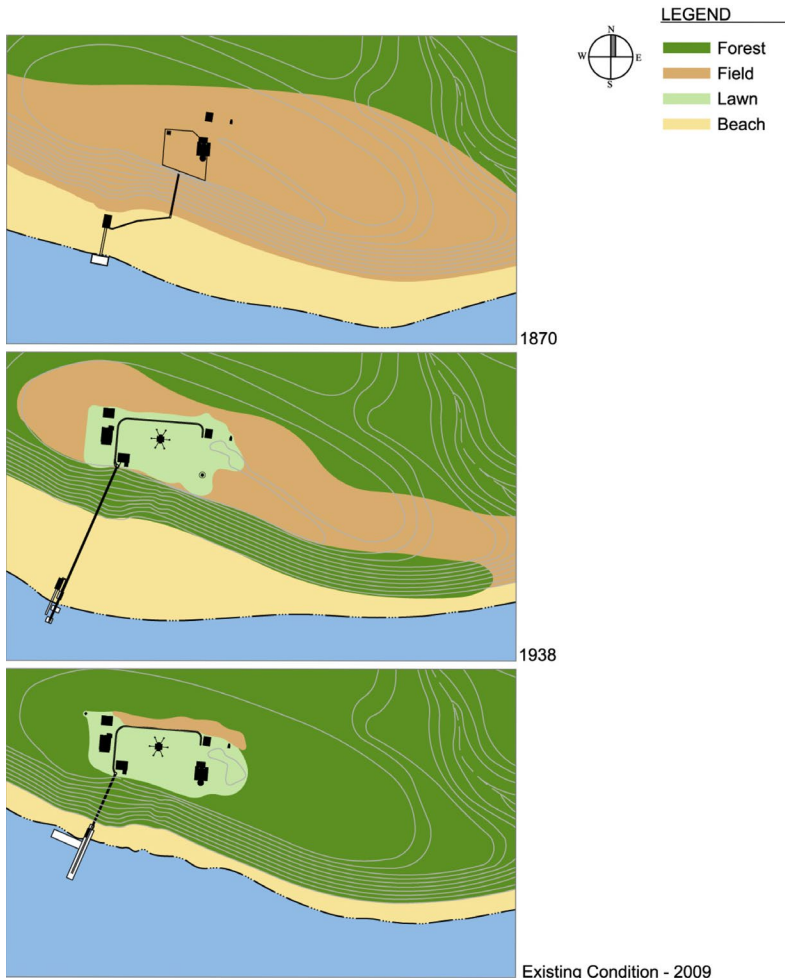 LEGEND
N
W
E
S
Forest
Field
Lawn
Beach
1870
1938
Existing Condition - 2009